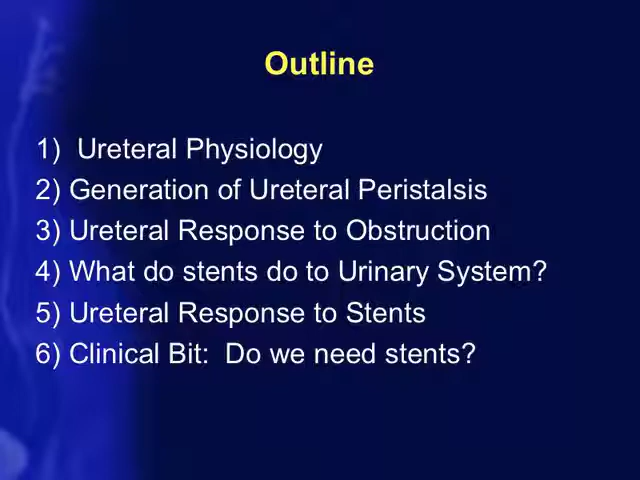 Outline
1)  Ureteral Physiology
2) Generation of Ureteral Peristalsis
3) Ureteral Response to Obstruction
4) What do stents do to Urinary System?
5) Ureteral Response to Stents
6) Clinical Bit:  Do we need stents?